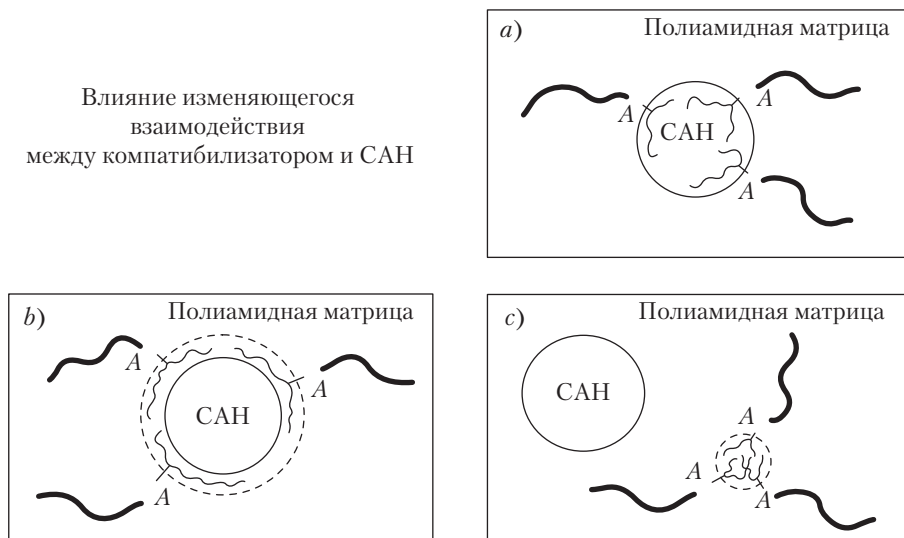 Влияние изменяющегося
взаимодействия
между компатибилизатором и САН
a)
Полиамидная матрица
A
A
САН
A
b)
Полиамидная матрица
A
A
САН
A
c)
Полиамидная матрица
САН
A
A
A